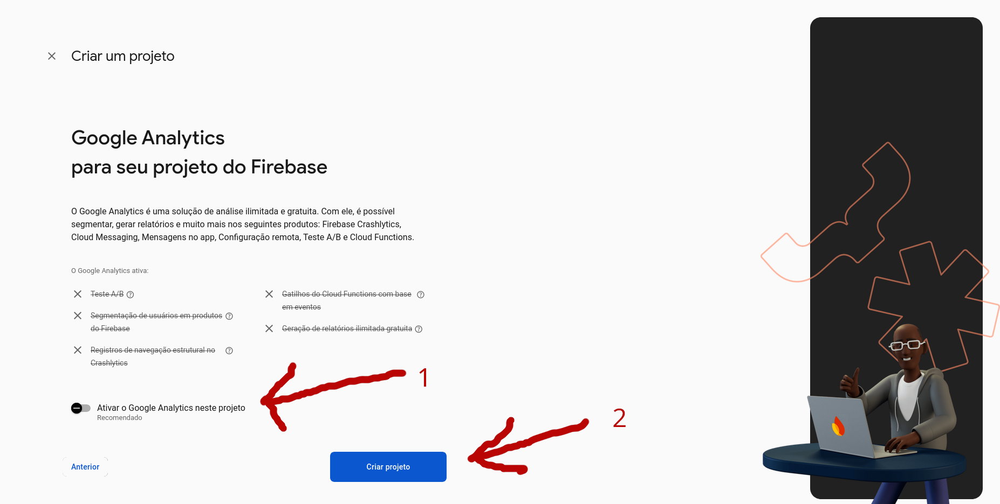 Criar um projeto
Google Analytics
para seu projeto do Firebase
O Google Analytics é uma solução de análise ilimitada e gratuita. Com ele, é possível
segmentar, gerar relatórios e muito mais nos seguintes produtos: Firebase Crashlytics,
Cloud Messaging, Mensagens no app, Configuração remota, Teste A/B e Cloud Functions.
O Google Analytics ativa:
Teste A/B
Segmentação de usuários em produtos
do Firebase
Registros de navegação estrutural no
Crashlytics
Gatilhos do Cloud Functions com base
em eventos
Geração de relatórios ilimitada gratuita
1
Ativar o Google Analytics neste projeto
Recomendado
2
Anterior
Criar projeto